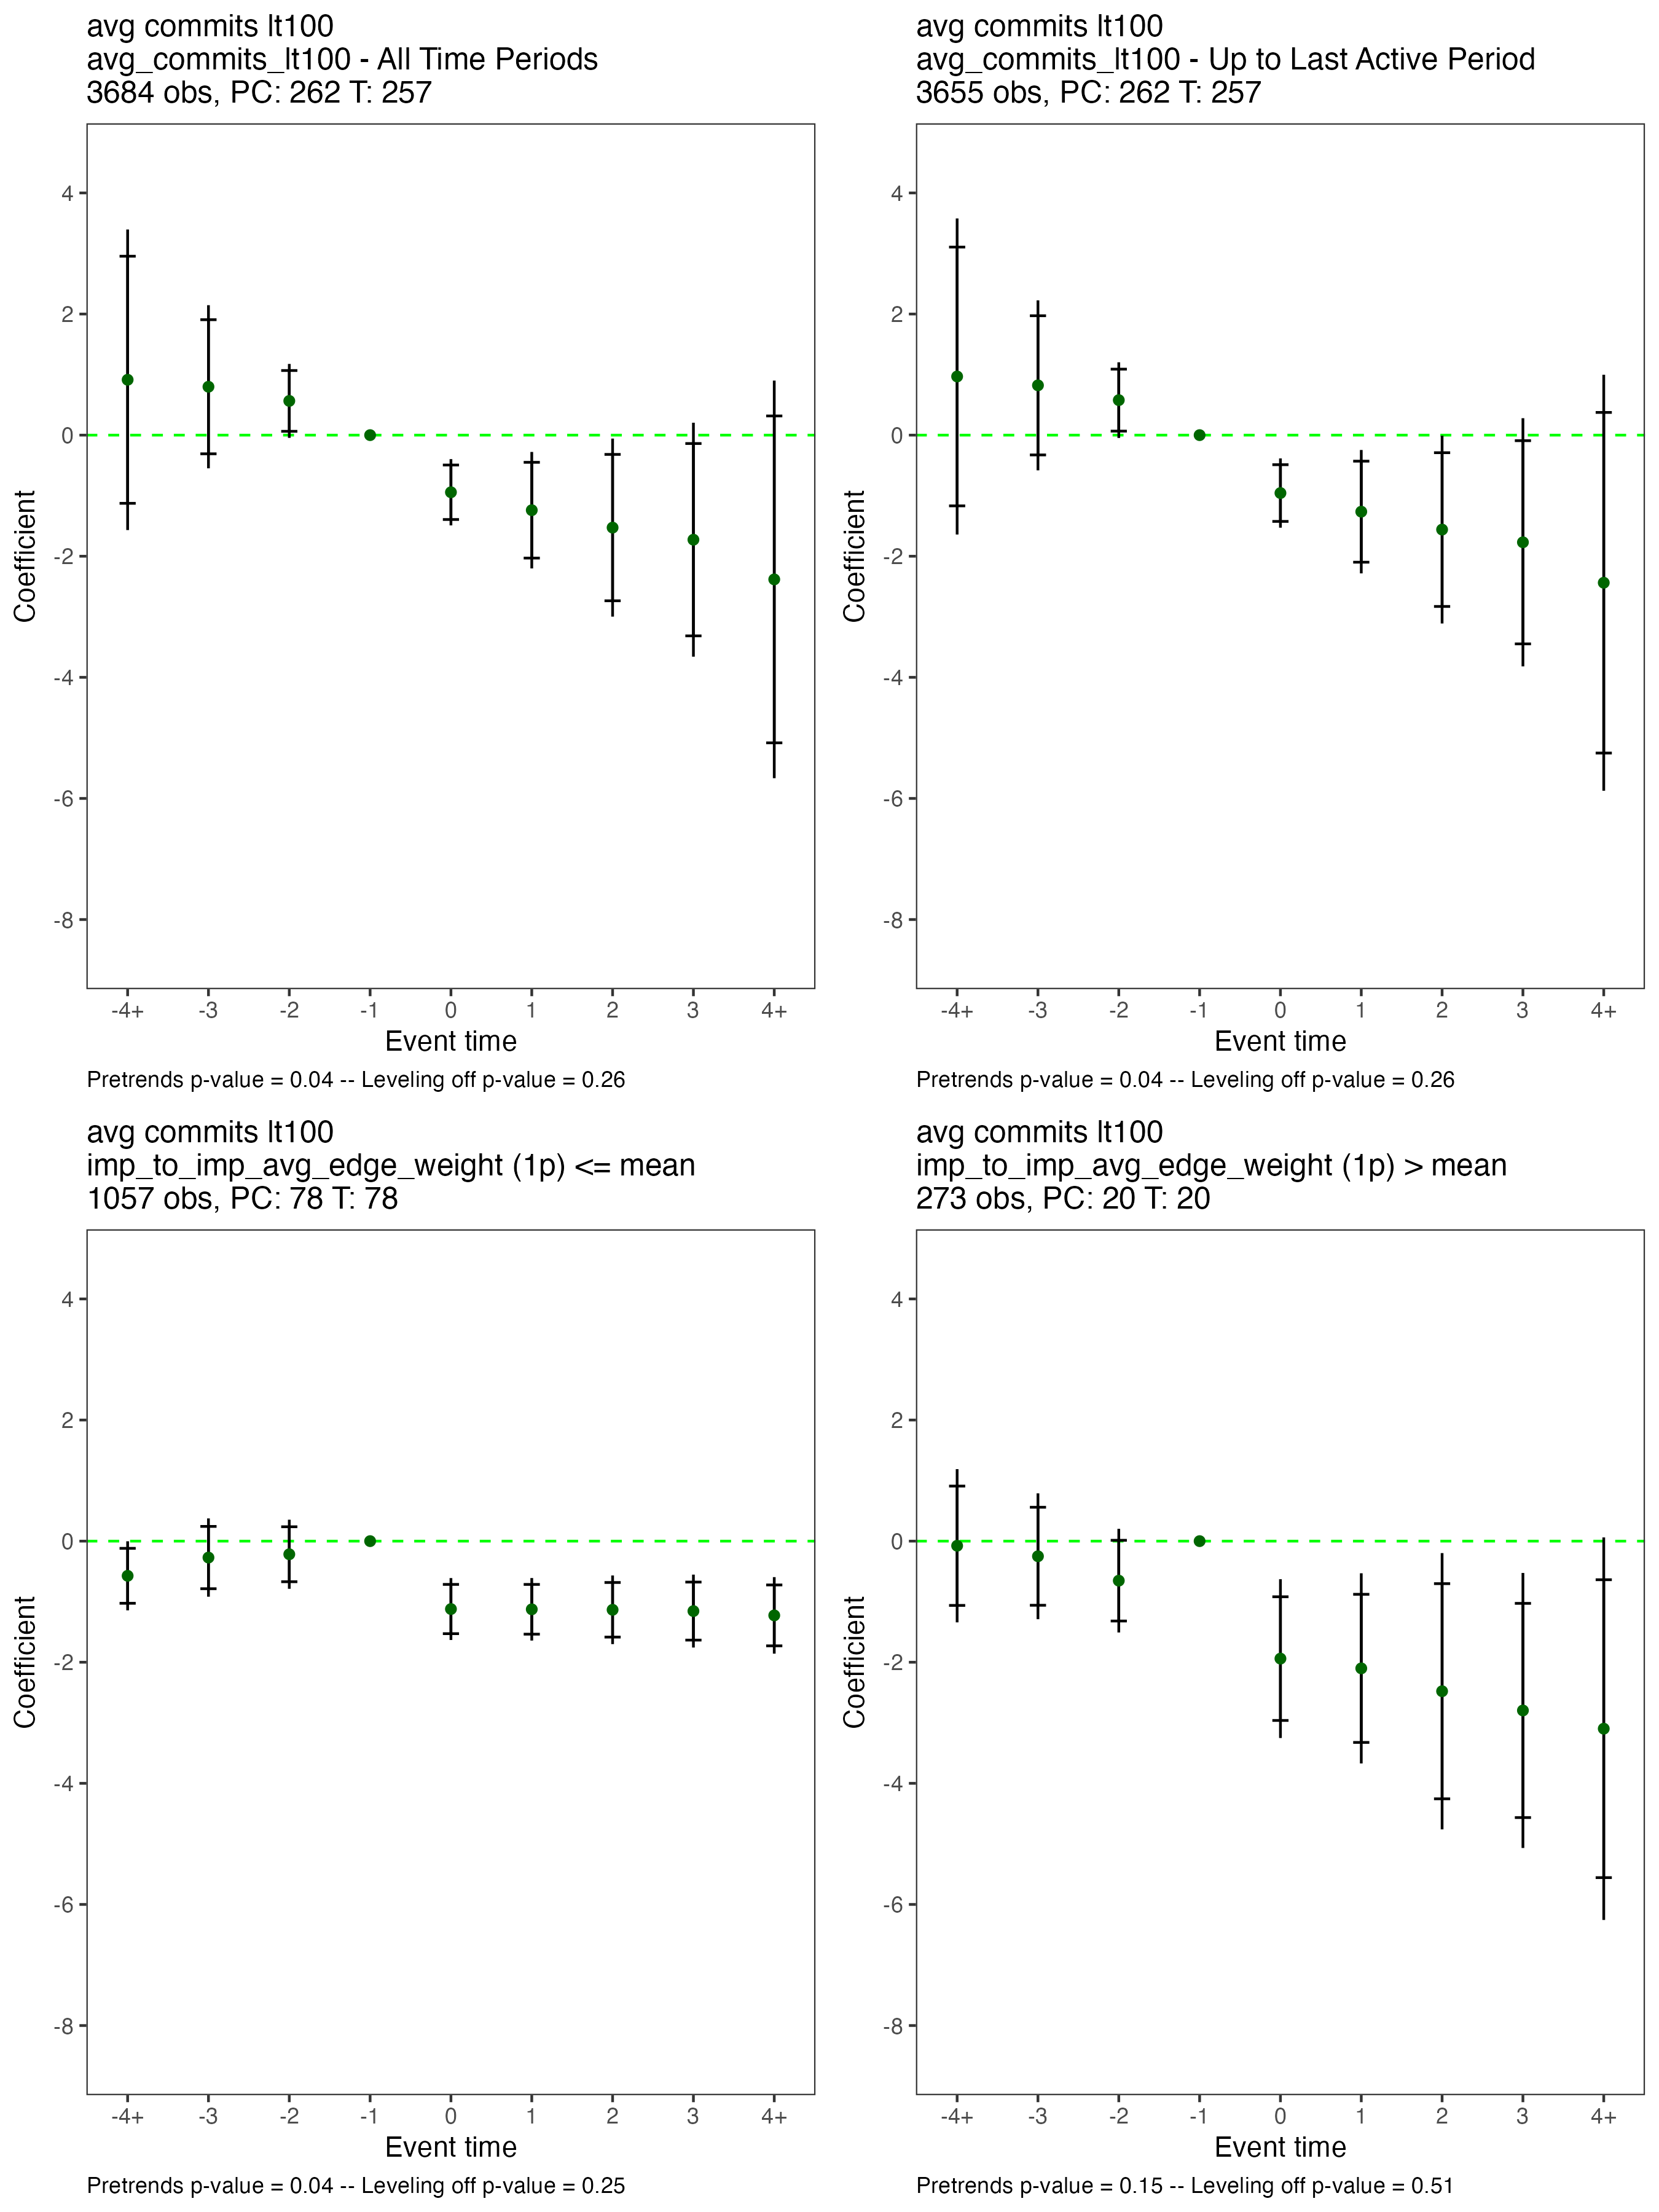 avg commits lt100
avg_commits_lt100 - All Time Periods
3684 obs, PC: 262 T: 257
4
2
0
-2
-4
-6
-8
Coefficient
-4+ -3 -2 -1 0 1 2 3 4+
Event time
Pretrends p-value = 0.04 -- Leveling off p-value = 0.26
avg commits lt100
avg_commits_lt100 - Up to Last Active Period
3655 obs, PC: 262 T: 257
4
2
0
-2
-4
-6
-8
Coefficient
-4+ -3 -2 -1 0 1 2 3 4+
Event time
Pretrends p-value = 0.04 -- Leveling off p-value = 0.26
avg commits lt100
imp_to_imp_avg_edge_weight (1p) <= mean
1057 obs, PC: 78 T: 78
4
2
0
-2
-4
-6
-8
Coefficient
-4+ -3 -2 -1 0 1 2 3 4+
Event time
Pretrends p-value = 0.04 -- Leveling off p-value = 0.25
avg commits lt100
imp_to_imp_avg_edge_weight (1p) > mean
273 obs, PC: 20 T: 20
4
2
0
-2
-4
-6
-8
Coefficient
-4+ -3 -2 -1 0 1 2 3 4+
Event time
Pretrends p-value = 0.15 -- Leveling off p-value = 0.51